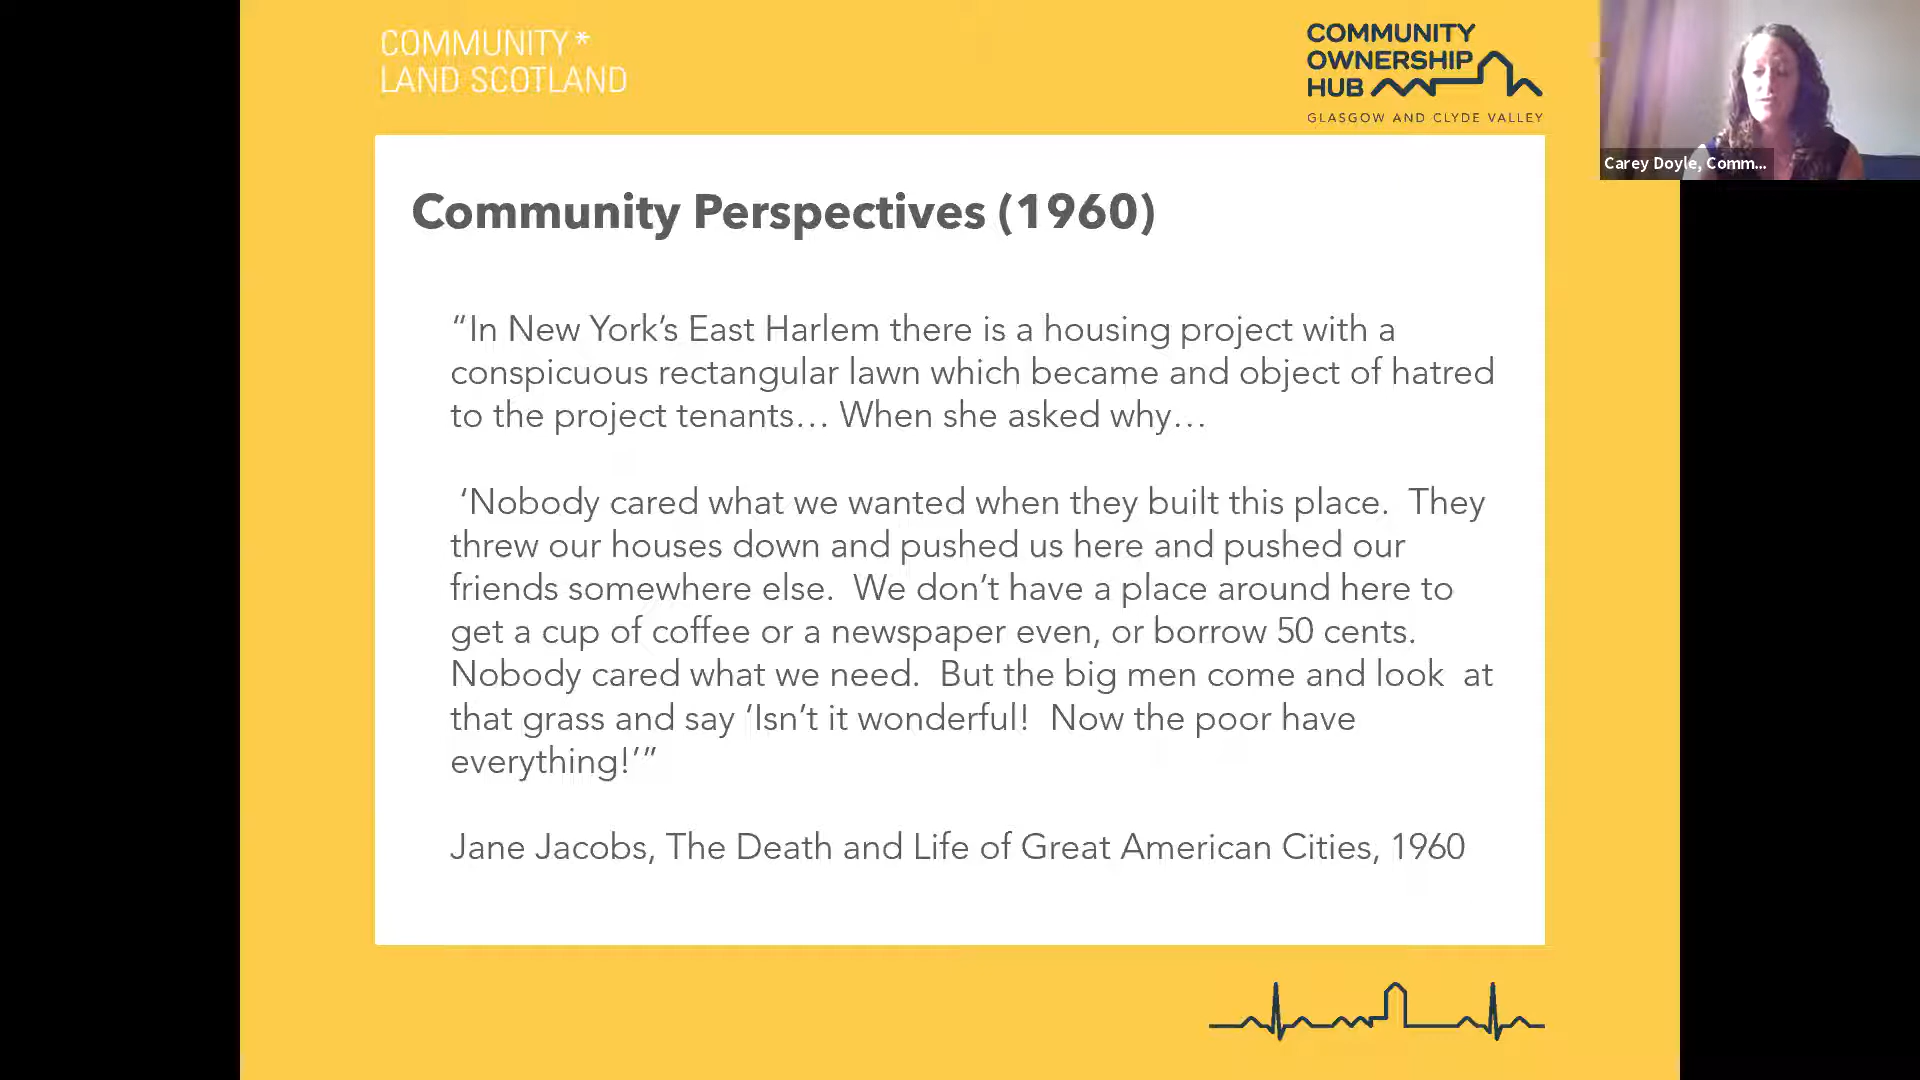 COMMUNITY*
LAND SCOTLAND
COMMUNITY
OWNERSHIP
HUB
GLASGOW AND CLYDE VALLEY
Carey Doyle, Comm...
Community Perspectives (1960)
“In New York’s East Harlem there is a housing project with a
conspicuous rectangular lawn which became and object of hatred
to the project tenants… When she asked why…
‘Nobody cared what we wanted when they built this place.  They
threw our houses down and pushed us here and pushed our
friends somewhere else.  We don’t have a place around here to
get a cup of coffee or a newspaper even, or borrow 50 cents.
Nobody cared what we need.  But the big men come and look  at
that grass and say ‘Isn’t it wonderful!  Now the poor have
everything!’”
Jane Jacobs, The Death and Life of Great American Cities, 1960